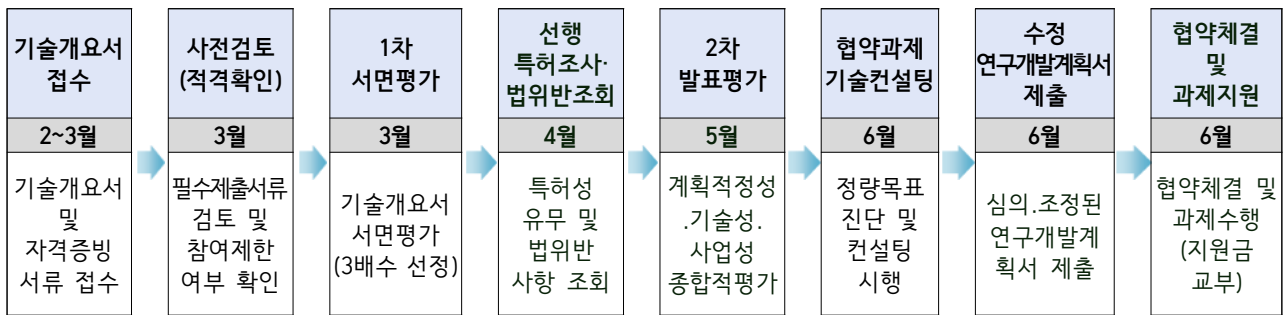 기술개요서
접수
2~3월
기술개요서
및
자격증빙
서류 접수
사전검토
(적격확인)
3월
필수제출서류
검토 및
참여제한
여부 확인
1차
서면평가
3월
기술개요서
서면평가
(3배수 선정)
선행
특허조사·
법위반조회
4월
특허성
유무 및
법위반
사항 조회
2차
발표평가
5월
계획적정성
.기술성.
사업성
종합적평가
협약과제
기술컨설팅
6월
정량목표
진단 및
컨설팅
시행
수정
연구개발계획서
제출
6월
심의.조정된
연구개발계
획서 제출
협약체결
및
과제지원
6월
협약체결 및
과제수행
(지원금
교부)